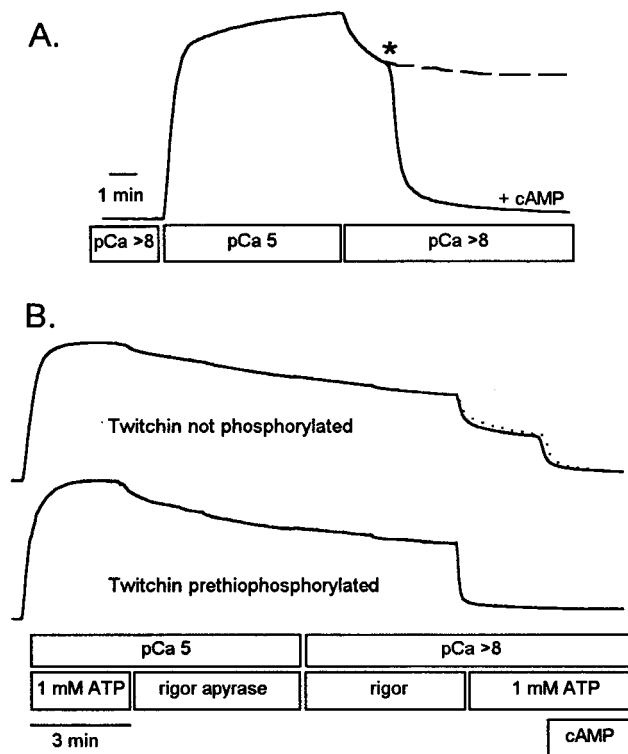 A.
*
1 min
+ cAMP
pCa >8
pCa 5
pCa >8
B.
Twitchin not phosphorylated
Twitchin prethiophosphorylated
pCa 5
pCa >8
1 mM ATP
rigor apyrase
rigor
1 mM ATP
3 min
cAMP